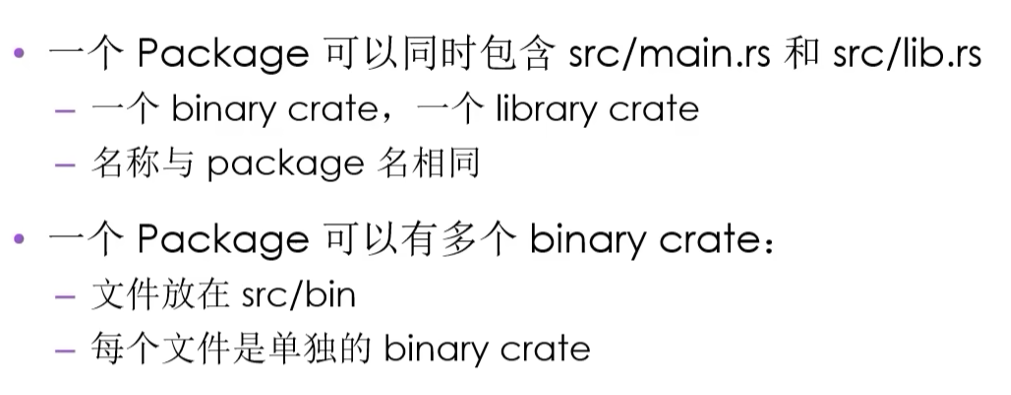 • 一个 Package 可以同时包含 src/main.rs 和 src/lib.rs
– 一个 binary crate，一个 library crate
– 名称与 package 名相同
• 一个 Package 可以有多个 binary crate：
– 文件放在 src/bin
– 每个文件是单独的 binary crate